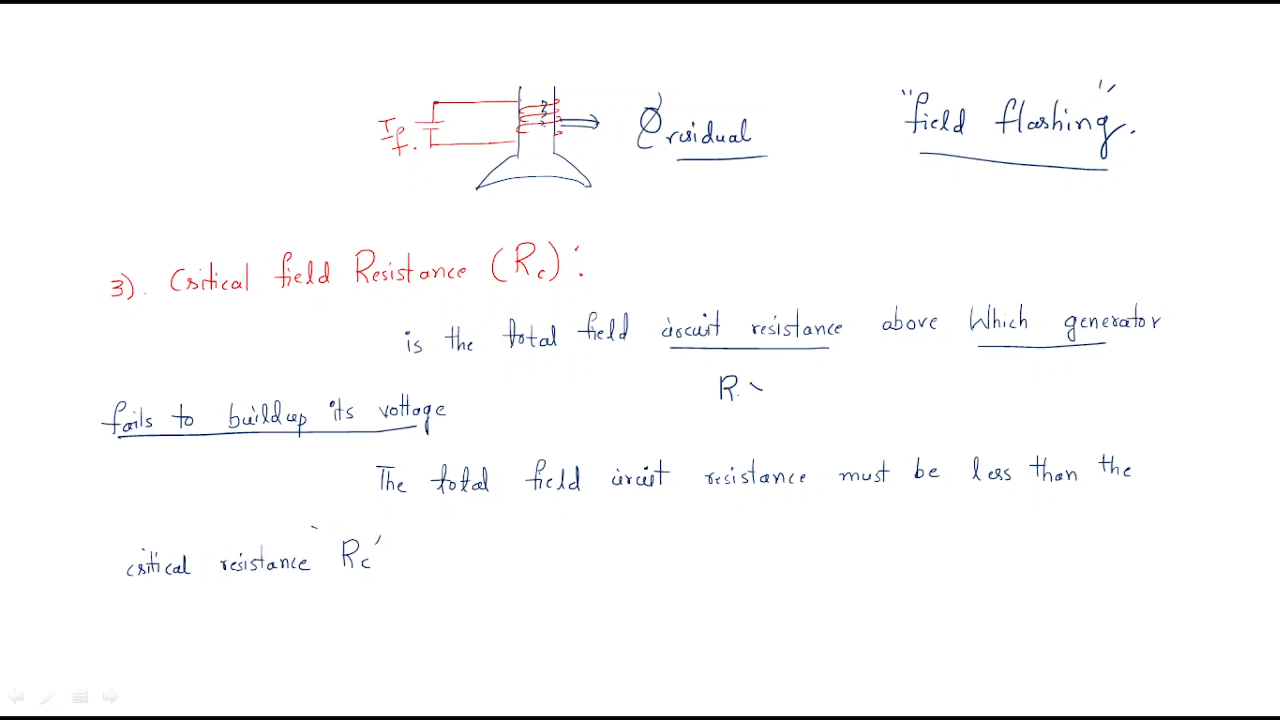 If.
Φresidual
"field flashing".
3). Critical field Resistance (Rc):
is the total field circuit resistance above Which generator
R.
fails to buildup its voltage
The total field circuit resistance must be less than the
critical resistance 'Rc'